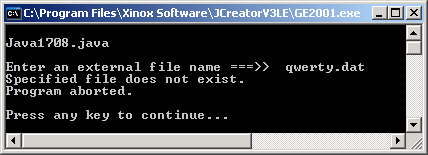 C:\Program Files\Xinox Software\JCreatorV3LE\GE2001.exe
Java1708.java
Enter an external file name ===>>  qwerty.dat
Specified file does not exist.
Program aborted.
Press any key to continue...